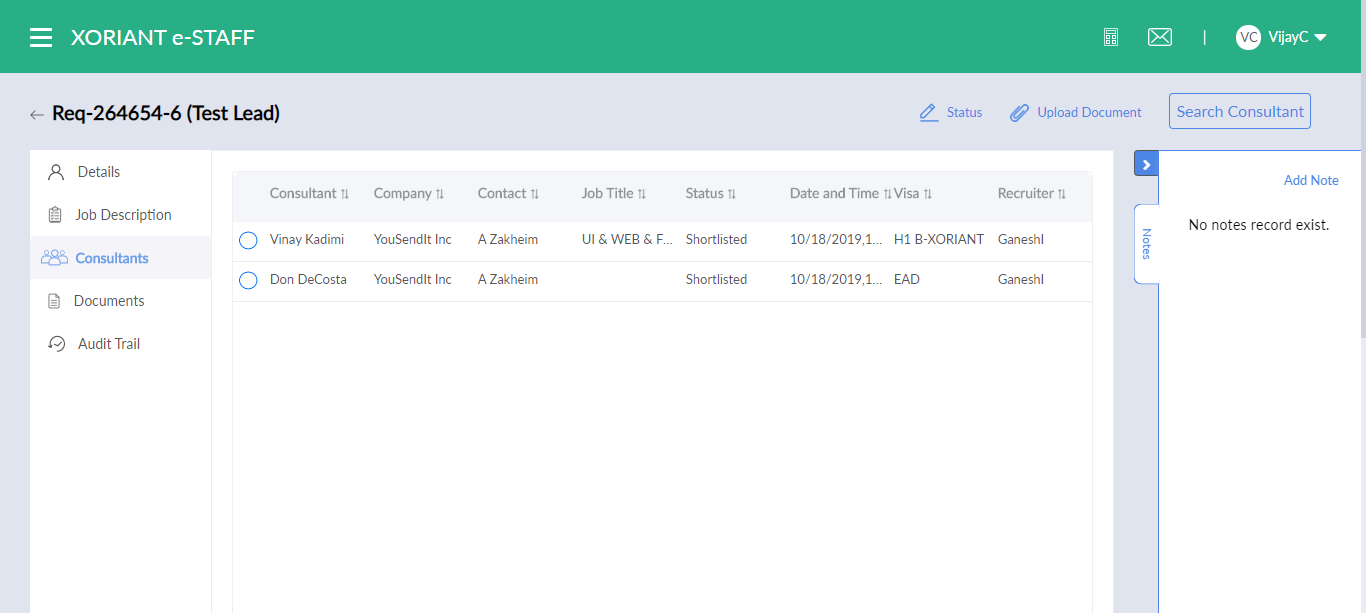 XORIANT e-STAFF
| VC VijayC
Req-264654-6 (Test Lead)
Status Upload Document Search Consultant
Details
Job Description
Consultants
Documents
Audit Trail
Consultant Company Contact Job Title Status Date and Time Visa Recruiter
Vinay Kadimi YouSendIt Inc A Zakheim UI & WEB & F... Shortlisted 10/18/2019,1... H1 B-XORIANT GaneshI
Don DeCosta YouSendIt Inc A Zakheim Shortlisted 10/18/2019,1... EAD GaneshI
Notes
Add Note
No notes record exist.